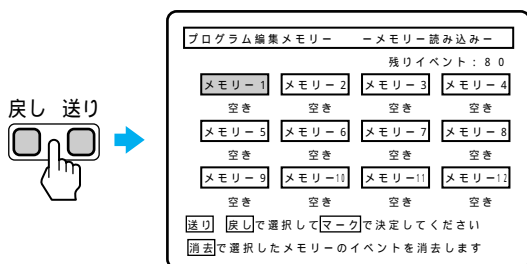 戻し 送り
プログラム編集メモリー ーメモリー読み込みー
残りイベント：８０
メモリー1 メモリー2 メモリー3 メモリー4
空き 空き 空き 空き
メモリー5 メモリー6 メモリー7 メモリー8
空き 空き 空き 空き
メモリー9 メモリー10 メモリー11 メモリー12
空き 空き 空き 空き
送り 戻しで選択してマークで決定してください
消去で選択したメモリーのイベントを消去します